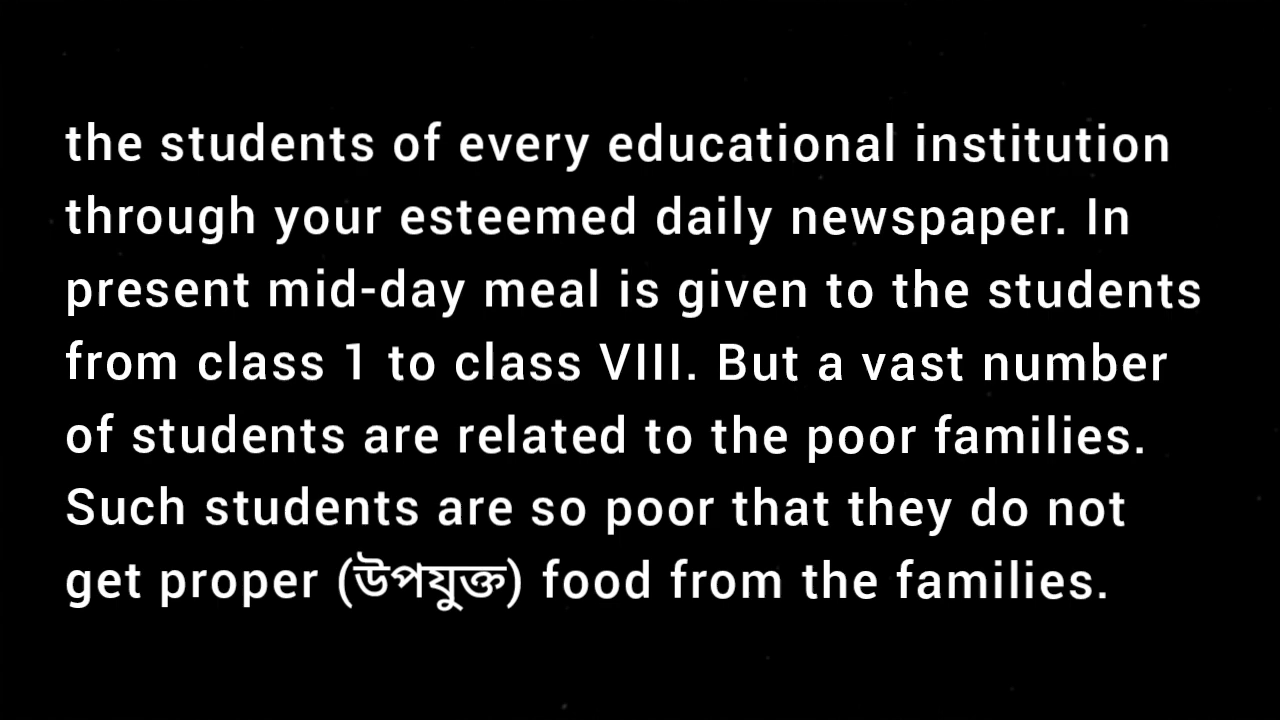 the students of every educational institution
through your esteemed daily newspaper. In
present mid-day meal is given to the students
from class 1 to class VIII. But a vast number
of students are related to the poor families.
Such students are so poor that they do not
get proper (উপযুক্ত) food from the families.